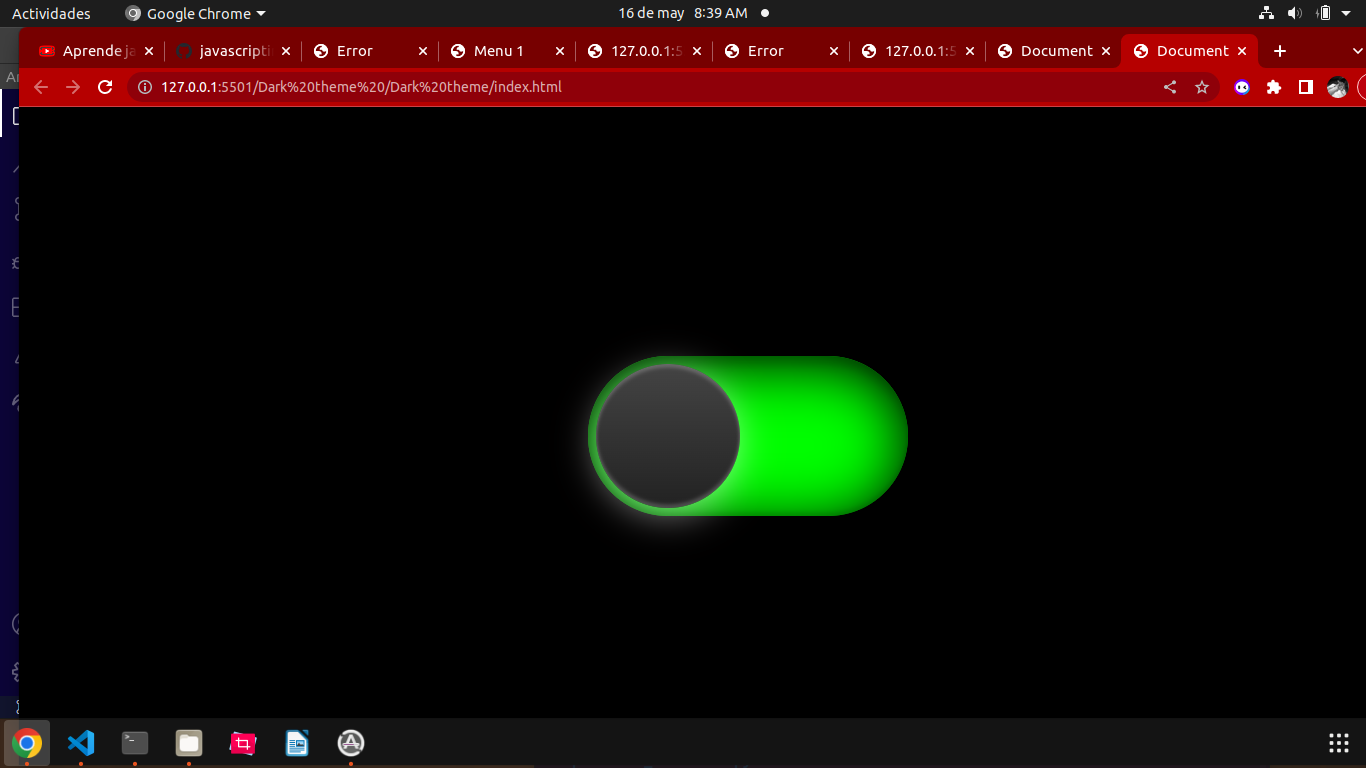 Actividades Google Chrome 16 de may 8:39 AM
Aprende ja javascripti Error Menu 1 127.0.0.1:5 Error 127.0.0.1:5 Document Document
127.0.0.1:5501/Dark%20theme%20/Dark%20theme/index.html